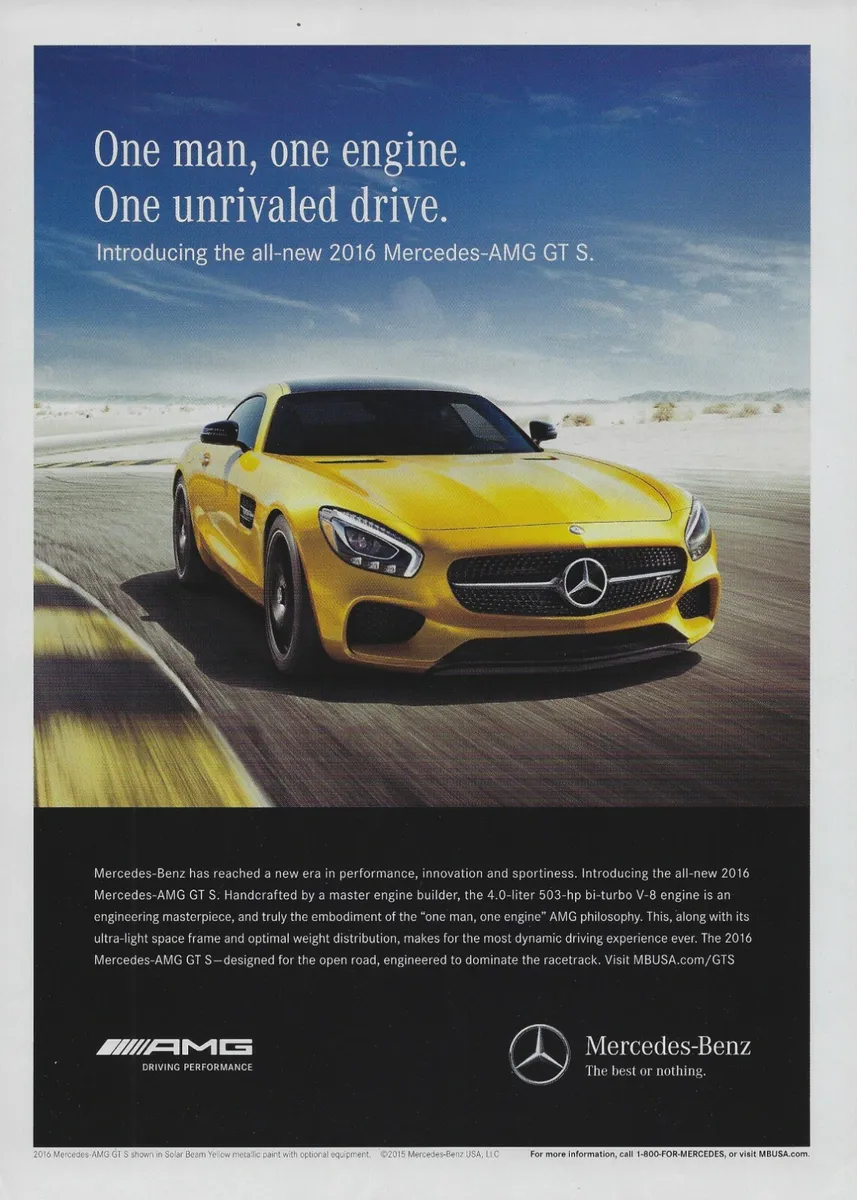 One man, one engine.
One unrivaled drive.
Introducing the all-new 2016 Mercedes-AMG GT S.
Mercedes-Benz has reached a new era in performance, innovation and sportiness. Introducing the all-new 2016
Mercedes-AMG GT S. Handcrafted by a master engine builder, the 4.0-liter 503-hp bi-turbo V-8 engine is an
engineering masterpiece, and truly the embodiment of the “one man, one engine” AMG philosophy. This, along with its
ultra-light space frame and optimal weight distribution, makes for the most dynamic driving experience ever. The 2016
Mercedes-AMG GT S—designed for the open road, engineered to dominate the racetrack. Visit MBUSA.com/GTS
AMG
DRIVING PERFORMANCE
Mercedes-Benz
The best or nothing.
2016 Mercedes-AMG GT S shown in Solar Beam Yellow metallic paint with optional equipment. ©2015 Mercedes-Benz USA, LLC For more information, call 1-800-FOR-MERCEDES, or visit MBUSA.com.